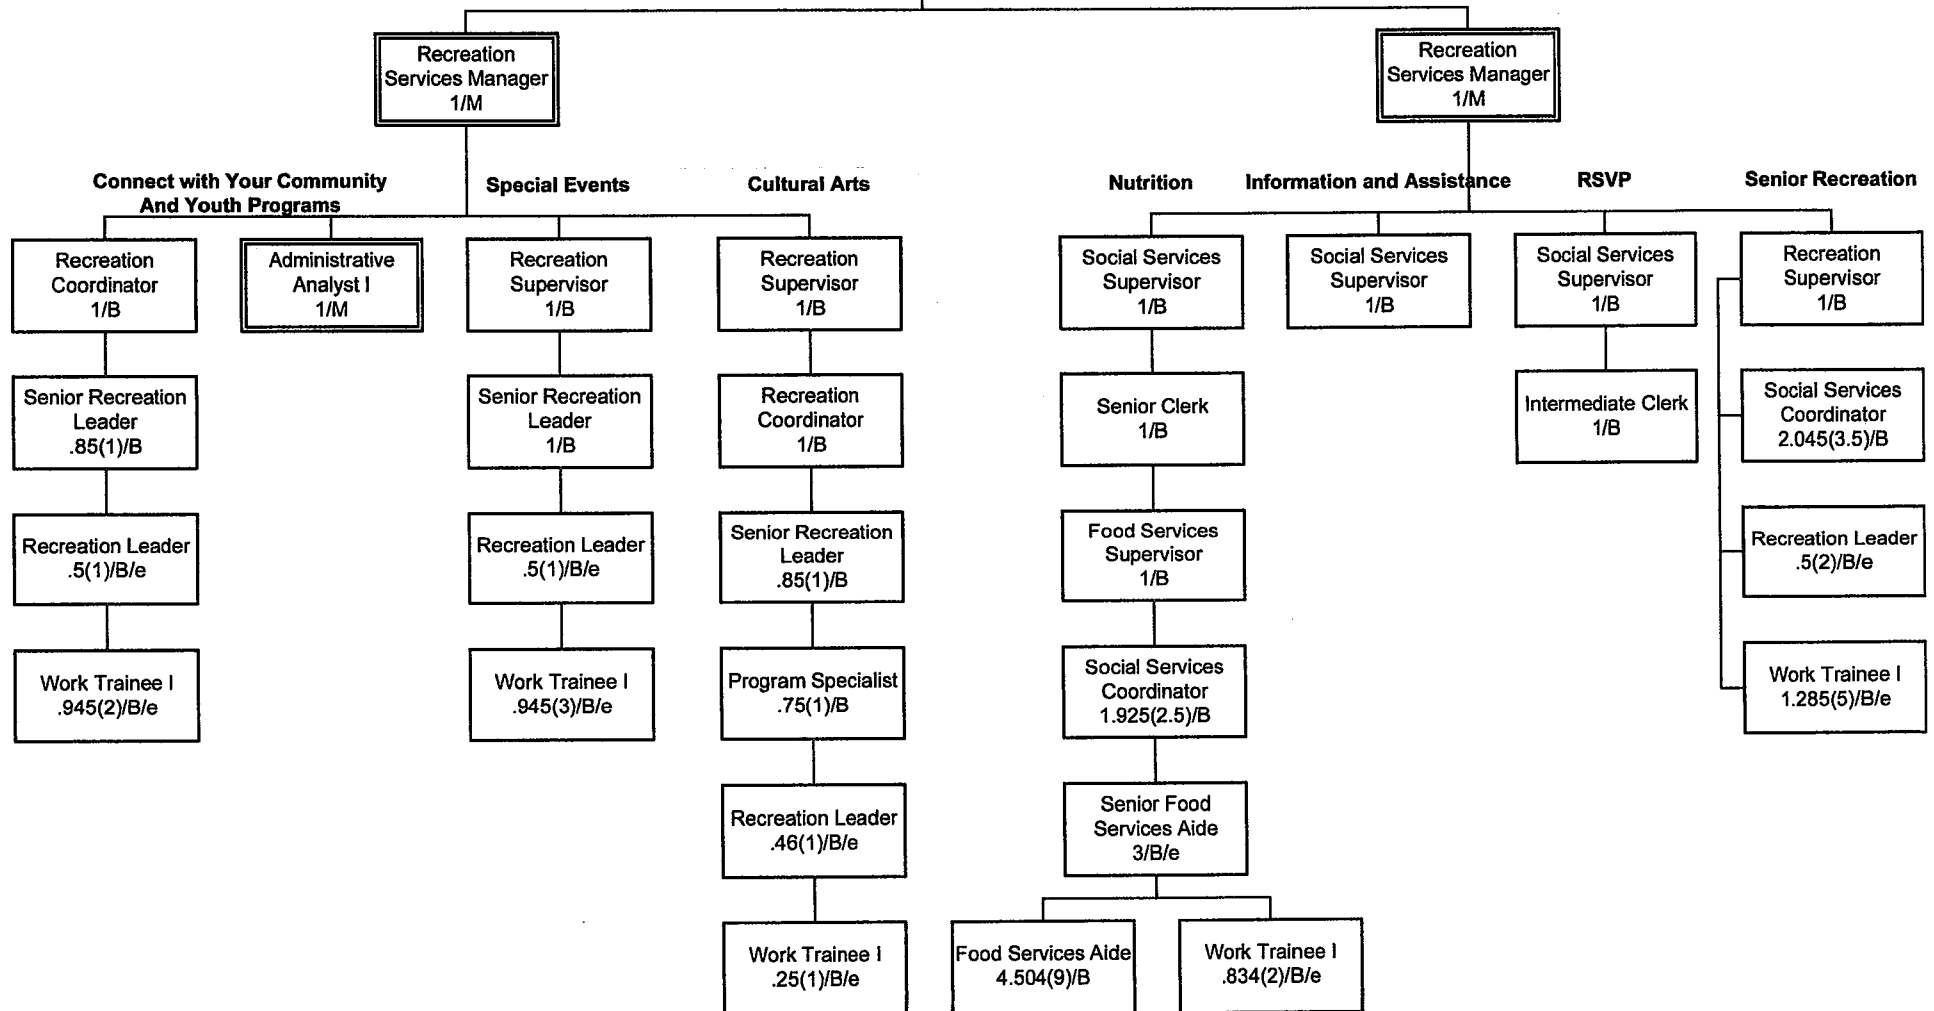 Recreation
Services Manager
1/M
Recreation
Services Manager
1/M
Connect with Your Community
And Youth Programs
Special Events
Cultural Arts
Nutrition
Information and Assistance
RSVP
Senior Recreation
Recreation
Coordinator
1/B
Administrative
Analyst I
1/M
Recreation
Supervisor
1/B
Recreation
Supervisor
1/B
Social Services
Supervisor
1/B
Social Services
Supervisor
1/B
Social Services
Supervisor
1/B
Recreation
Supervisor
1/B
Senior Recreation
Leader
.85(1)/B
Senior Recreation
Leader
1/B
Recreation
Coordinator
1/B
Senior Clerk
1/B
Intermediate Clerk
1/B
Social Services
Coordinator
2.045(3.5)/B
Recreation Leader
.5(1)/B/e
Recreation Leader
.5(1)/B/e
Senior Recreation
Leader
.85(1)/B
Food Services
Supervisor
1/B
Recreation Leader
.5(2)/B/e
Work Trainee I
.945(2)/B/e
Work Trainee I
.945(3)/B/e
Program Specialist
.75(1)/B
Social Services
Coordinator
1.925(2.5)/B
Work Trainee I
1.285(5)/B/e
Recreation Leader
.46(1)/B/e
Senior Food
Services Aide
3/B/e
Work Trainee I
.25(1)/B/e
Food Services Aide
4.504(9)/B
Work Trainee I
.834(2)/B/e